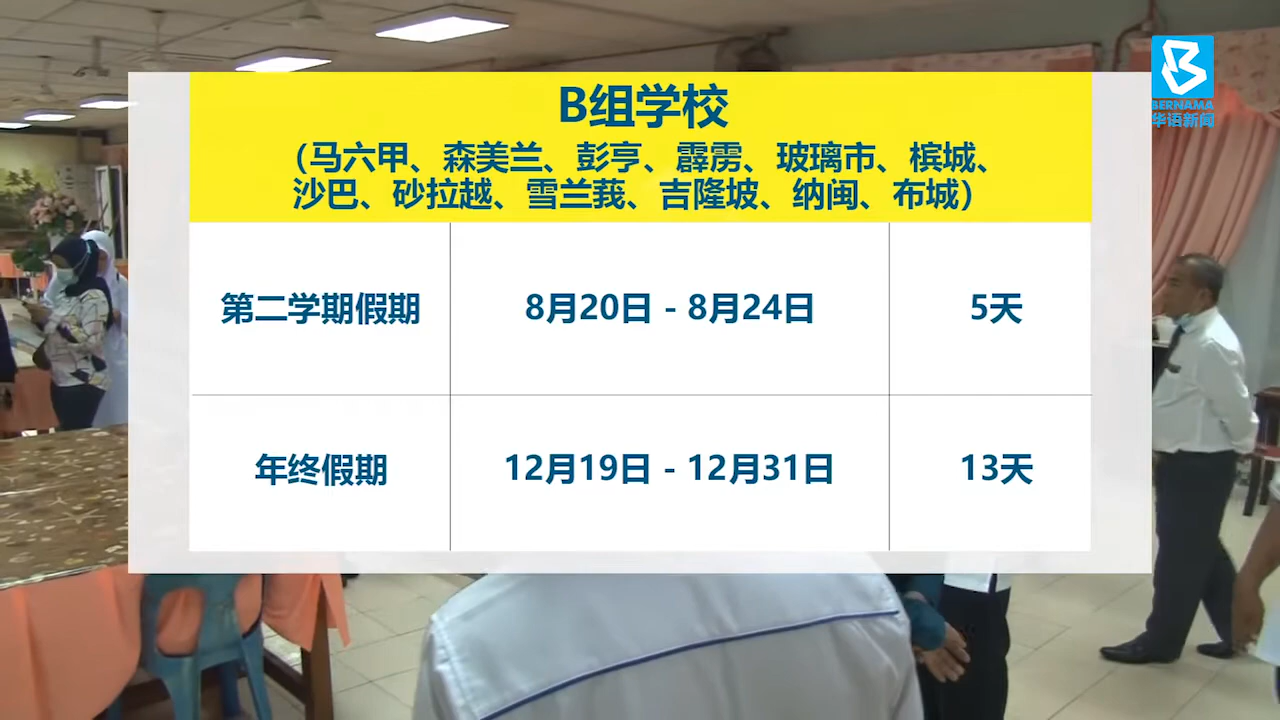 BERNAMA
华语新闻
B组学校
（马六甲、森美兰、彭亨、霹雳、玻璃市、槟城、
沙巴、砂拉越、雪兰莪、吉隆坡、纳闽、布城）
第二学期假期 8月20日 - 8月24日 5天
年终假期 12月19日 - 12月31日 13天